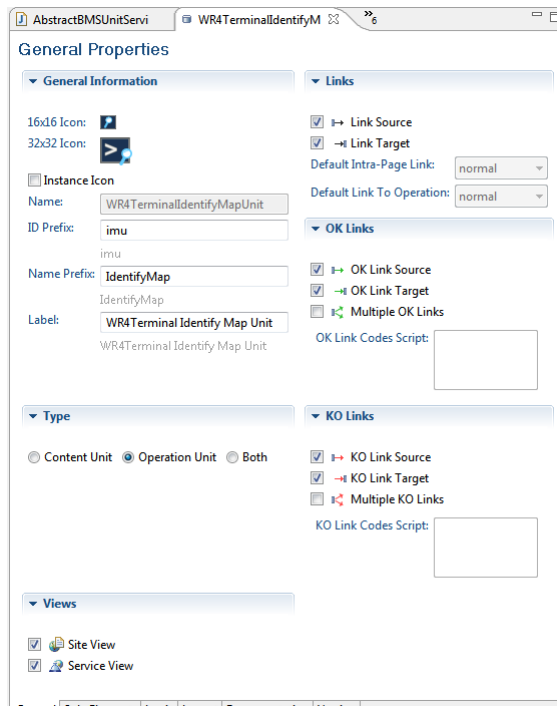 AbstractBMSUnitServi
WR4TerminalIdentifyM
»6
General Properties
General Information
16x16 Icon:
32x32 Icon:
Instance Icon
Name: WR4TerminalIdentifyMapUnit
ID Prefix: imu
imu
Name Prefix: IdentifyMap
IdentifyMap
Label: WR4Terminal Identify Map Unit
WR4Terminal Identify Map Unit
Type
Content Unit Operation Unit Both
Views
Site View
Service View
Links
Link Source
Link Target
Default Intra-Page Link: normal
Default Link To Operation: normal
OK Links
OK Link Source
OK Link Target
Multiple OK Links
OK Link Codes Script:
KO Links
KO Link Source
KO Link Target
Multiple KO Links
KO Link Codes Script: